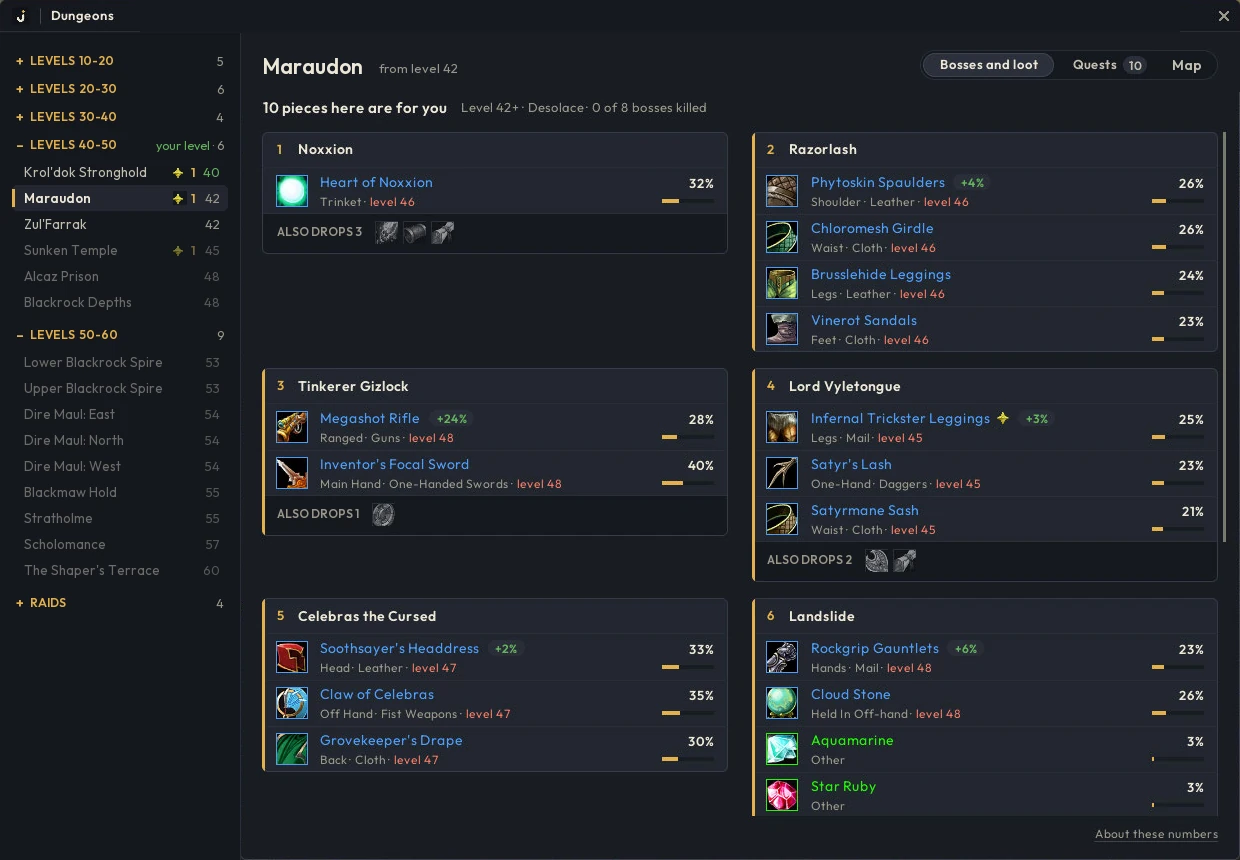 Dungeons
+ LEVELS 10-20 5
+ LEVELS 20-30 6
+ LEVELS 30-40 4
– LEVELS 40-50 your level · 6
Krol'dok Stronghold 1 40
Maraudon 1 42
Zul'Farrak 42
Sunken Temple 1 45
Alcaz Prison 48
Blackrock Depths 48
– LEVELS 50-60 9
Lower Blackrock Spire 53
Upper Blackrock Spire 53
Dire Maul: East 54
Dire Maul: North 54
Dire Maul: West 54
Blackmaw Hold 55
Stratholme 55
Scholomance 57
The Shaper's Terrace 60
+ RAIDS 4
Maraudon from level 42
Bosses and loot Quests 10 Map
10 pieces here are for you Level 42+ · Desolace · 0 of 8 bosses killed
1 Noxxion
Heart of Noxxion 32%
Trinket · level 46
ALSO DROPS 3
2 Razorlash
Phytoskin Spaulders +4% 26%
Shoulder · Leather · level 46
Chloromesh Girdle 26%
Waist · Cloth · level 46
Brusslehide Leggings 24%
Legs · Leather · level 46
Vinerot Sandals 23%
Feet · Cloth · level 46
3 Tinkerer Gizlock
Megashot Rifle +24% 28%
Ranged · Guns · level 48
Inventor's Focal Sword 40%
Main Hand · One-Handed Swords · level 48
ALSO DROPS 1
4 Lord Vyletongue
Infernal Trickster Leggings +3% 25%
Legs · Mail · level 45
Satyr's Lash 23%
One-Hand · Daggers · level 45
Satyrmane Sash 21%
Waist · Cloth · level 45
ALSO DROPS 2
5 Celebras the Cursed
Soothsayer's Headdress +2% 33%
Head · Leather · level 47
Claw of Celebras 35%
Off Hand · Fist Weapons · level 47
Grovekeeper's Drape 30%
Back · Cloth · level 47
6 Landslide
Rockgrip Gauntlets +6% 23%
Hands · Mail · level 48
Cloud Stone 26%
Held In Off-hand · level 48
Aquamarine 3%
Other
Star Ruby 3%
Other
About these numbers